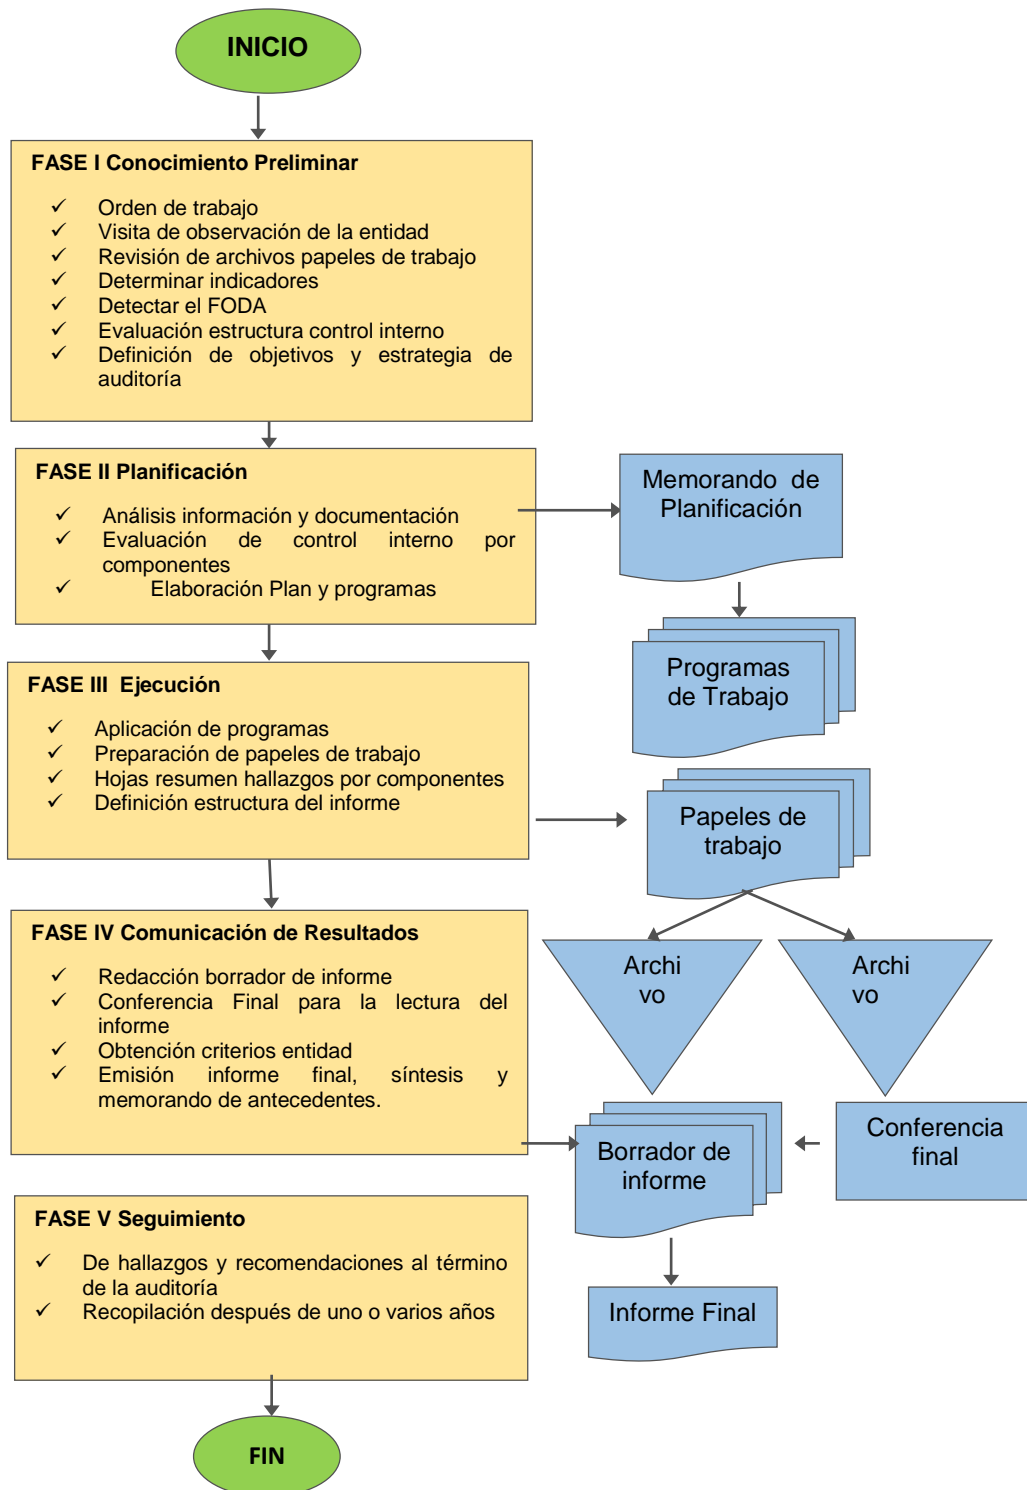 INICIO
FASE I Conocimiento Preliminar
✓ Orden de trabajo
✓ Visita de observación de la entidad
✓ Revisión de archivos papeles de trabajo
✓ Determinar indicadores
✓ Detectar el FODA
✓ Evaluación estructura control interno
✓ Definición de objetivos y estrategia de
auditoría
FASE II Planificación
✓ Análisis información y documentación
✓ Evaluación de control interno por
componentes
✓ Elaboración Plan y programas
Memorando de
Planificación
Programas
de Trabajo
FASE III Ejecución
✓ Aplicación de programas
✓ Preparación de papeles de trabajo
✓ Hojas resumen hallazgos por componentes
✓ Definición estructura del informe
Papeles de
trabajo
Archi
vo
Archi
vo
FASE IV Comunicación de Resultados
✓ Redacción borrador de informe
✓ Conferencia Final para la lectura del
informe
✓ Obtención criterios entidad
✓ Emisión informe final, síntesis y
memorando de antecedentes.
Borrador de
informe
Conferencia
final
FASE V Seguimiento
✓ De hallazgos y recomendaciones al término
de la auditoría
✓ Recopilación después de uno o varios años
Informe Final
FIN